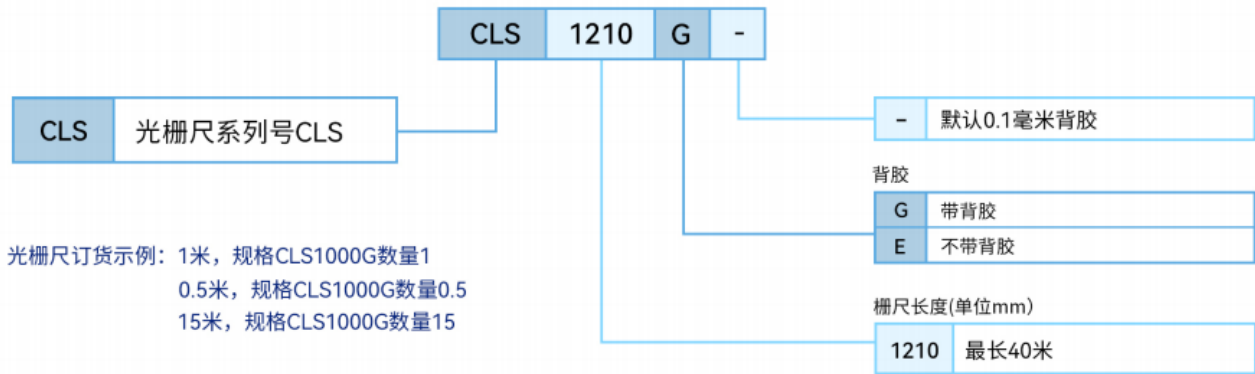 CLS 1210 G -
CLS 光栅尺系列号CLS
- 默认0.1毫米背胶
背胶
G 带背胶
E 不带背胶
光栅尺订货示例：1米，规格CLS1000G数量1
0.5米，规格CLS1000G数量0.5
15米，规格CLS1000G数量15
栅尺长度(单位mm）
1210 最长40米